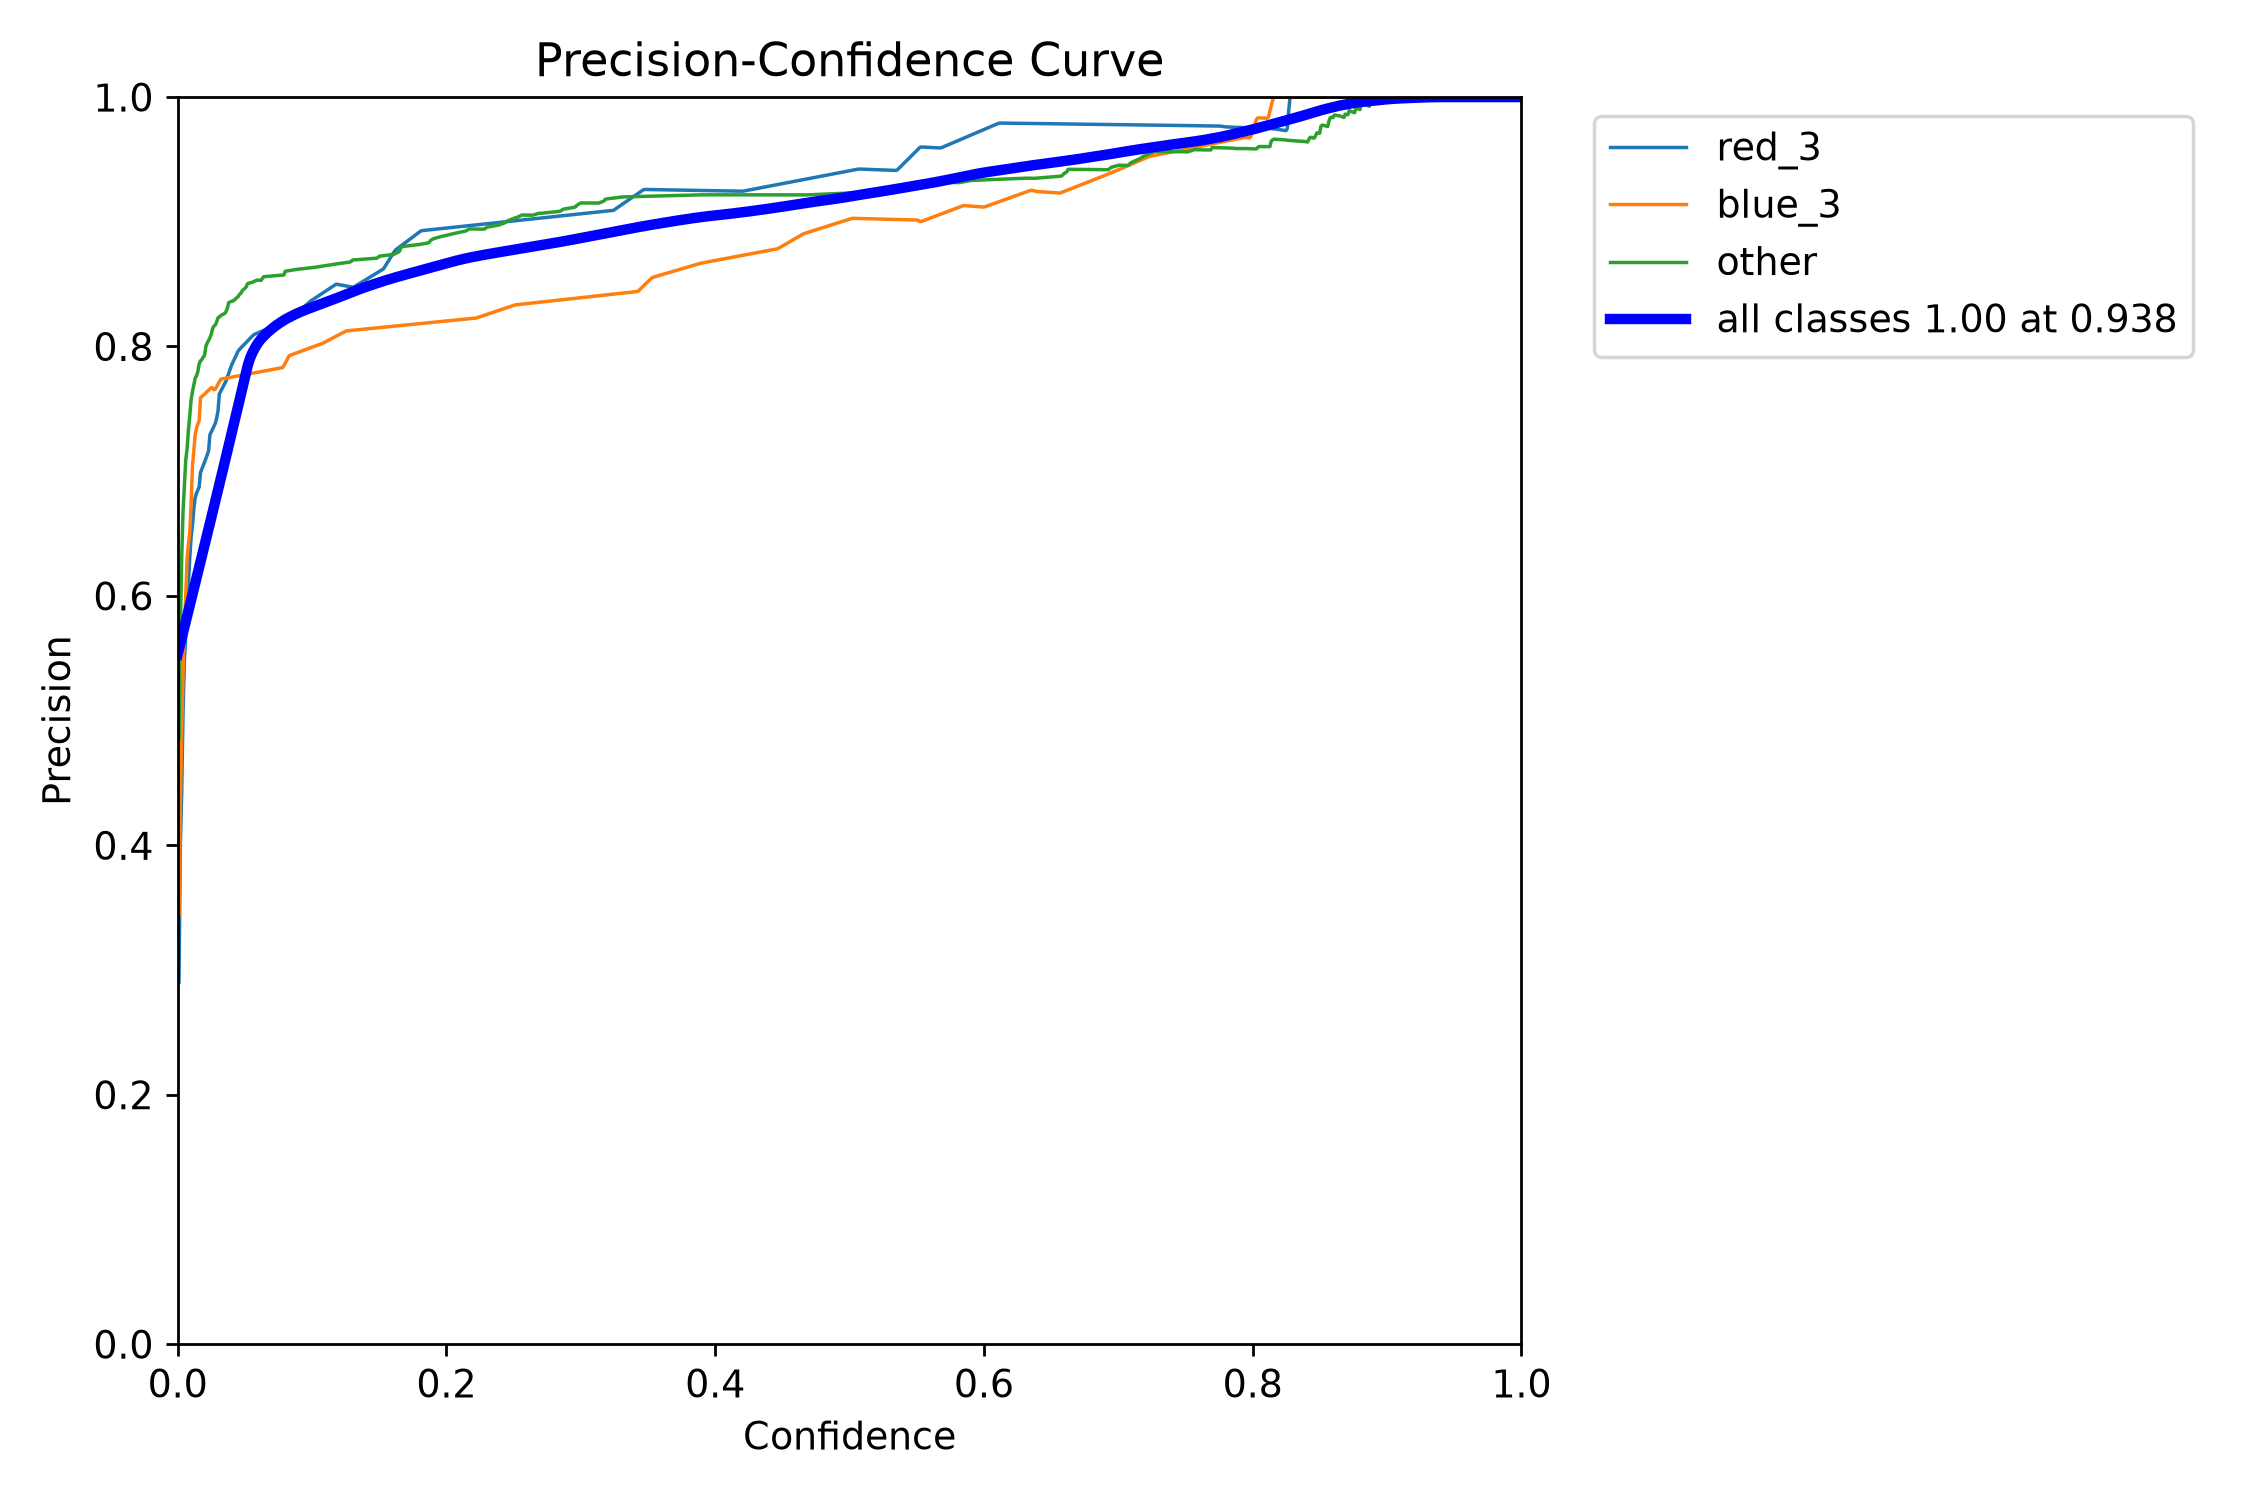 Precision-Confidence Curve
1.0
0.8
0.6
0.4
0.2
0.0
Precision
0.0 0.2 0.4 0.6 0.8 1.0
Confidence
red_3
blue_3
other
all classes 1.00 at 0.938